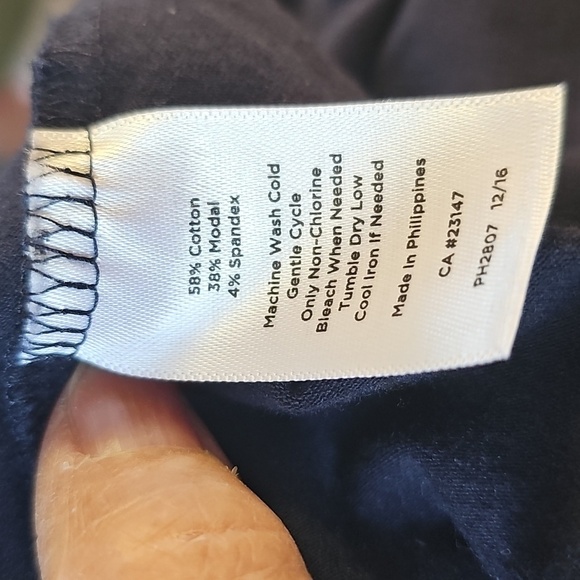 58% Cotton
38% Modal
4% Spandex
Machine Wash Cold
Gentle Cycle
Only Non-Chlorine
Bleach When Needed
Tumble Dry Low
Cool Iron If Needed
Made In Philippines
CA #23147
PH2807 12/16